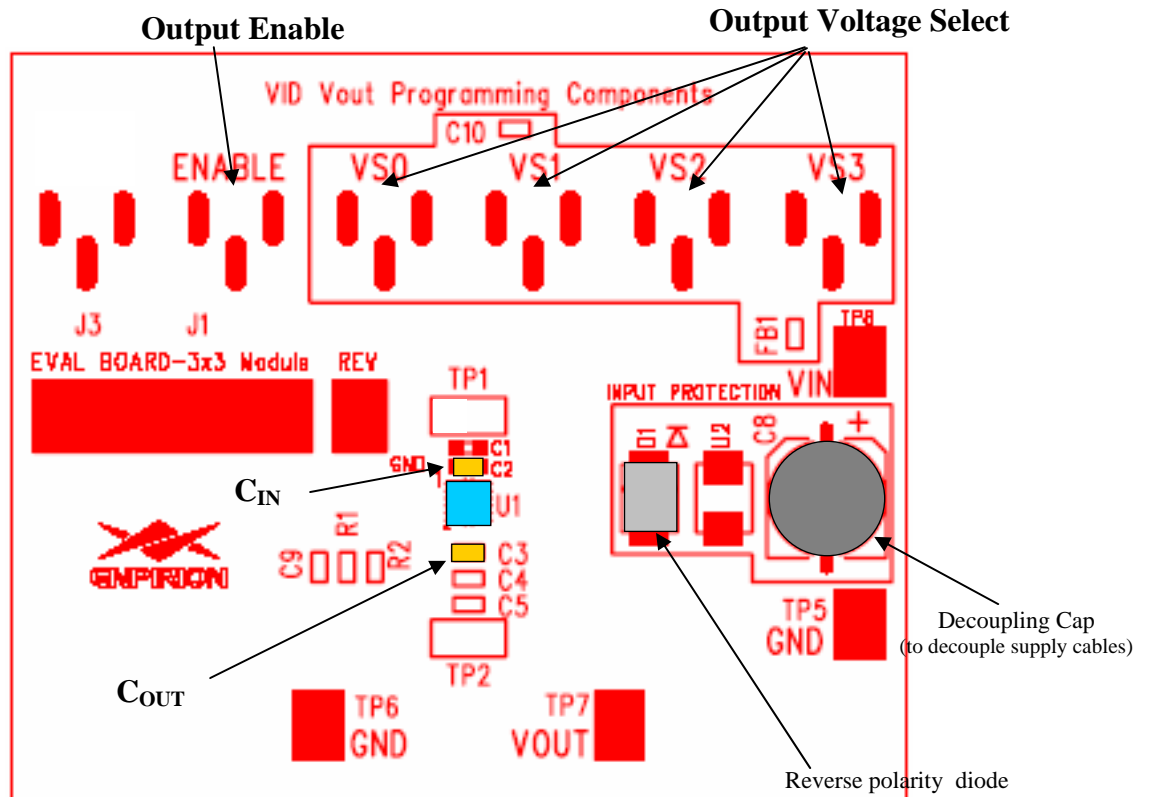 Output Enable
Output Voltage Select
VID Vout Programming Components
C10
ENABLE
VS0
VS1
VS2
VS3
J3
J1
FB1
TP8
VIN
EVAL BOARD-3x3 Module
REV
TP1
INPUT PROTECTION
D1
U2
C8
+
C1
GND
C2
CIN
1
U1
C9
R1
R2
C3
C4
C5
ENPIRION
TP2
COUT
TP5
GND
Decoupling Cap
(to decouple supply cables)
TP6
GND
TP7
VOUT
Reverse polarity diode